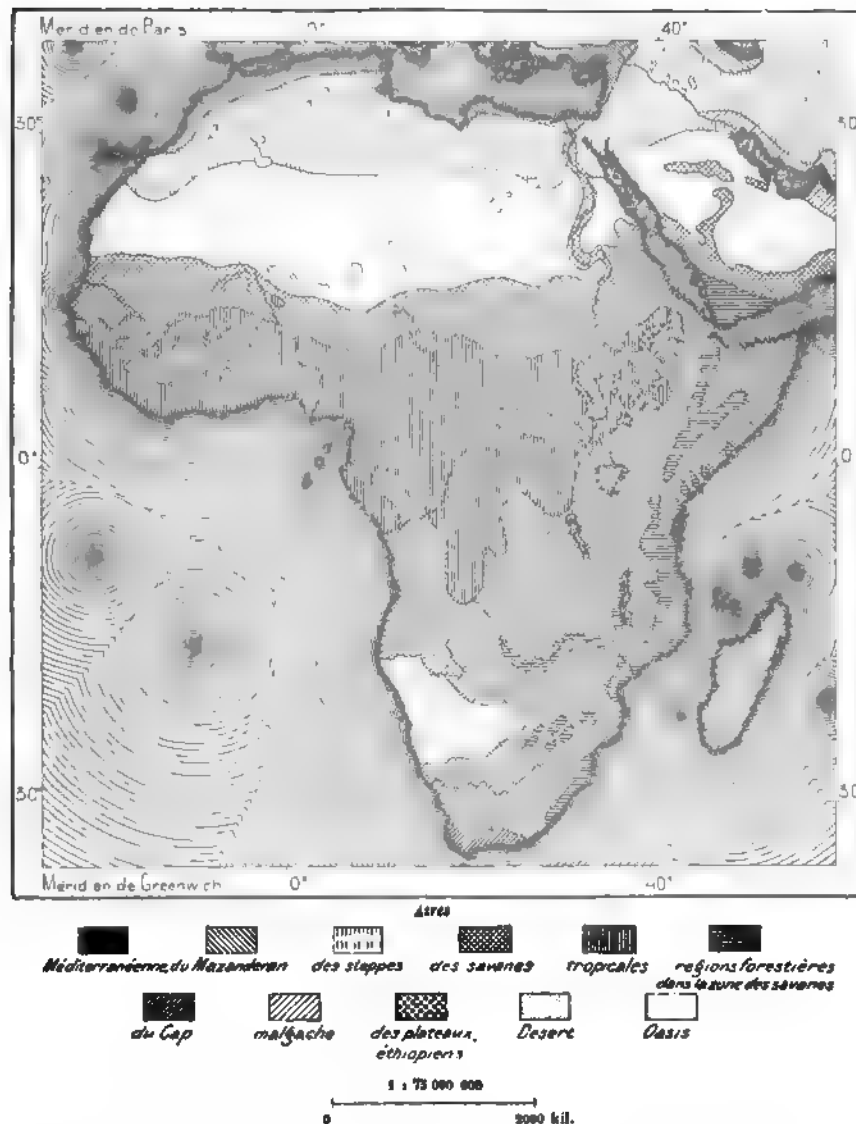 Méridien de Paris 0° 40°
30° 30
0° 0
30 30
Méridien de Greenwich 0° 40°
Aires
Méditerranéenne, du Mazanderan des steppes des savanes tropicales régions forestières
dans la zone des savanes
du Cap malgache des plateaux, Désert Oasis
éthiopiens
1 : 75 000 000
0 2000 kil.